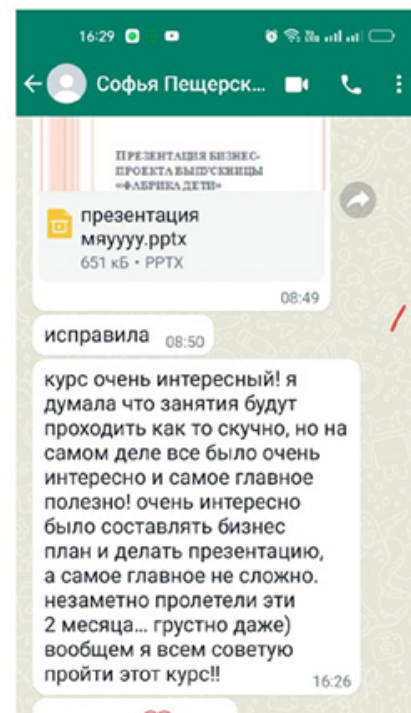 16:29
Софья Пещерск...
ПРЕЗЕНТАЦИЯ БИЗНЕС-
ПРОЕКТА ВЫПУСКНИЦЫ
«ФАБРИКА ДЕТИ»
презентация
мяуууу.pptx
651 кБ • PPTX
08:49
исправила 08:50
курс очень интересный! я
думала что занятия будут
проходить как то скучно, но на
самом деле все было очень
интересно и самое главное
полезно! очень интересно
было составлять бизнес
план и делать презентацию,
а самое главное не сложно.
незаметно пролетели эти
2 месяца... грустно даже)
вообщем я всем советую
пройти этот курс!!
16:26